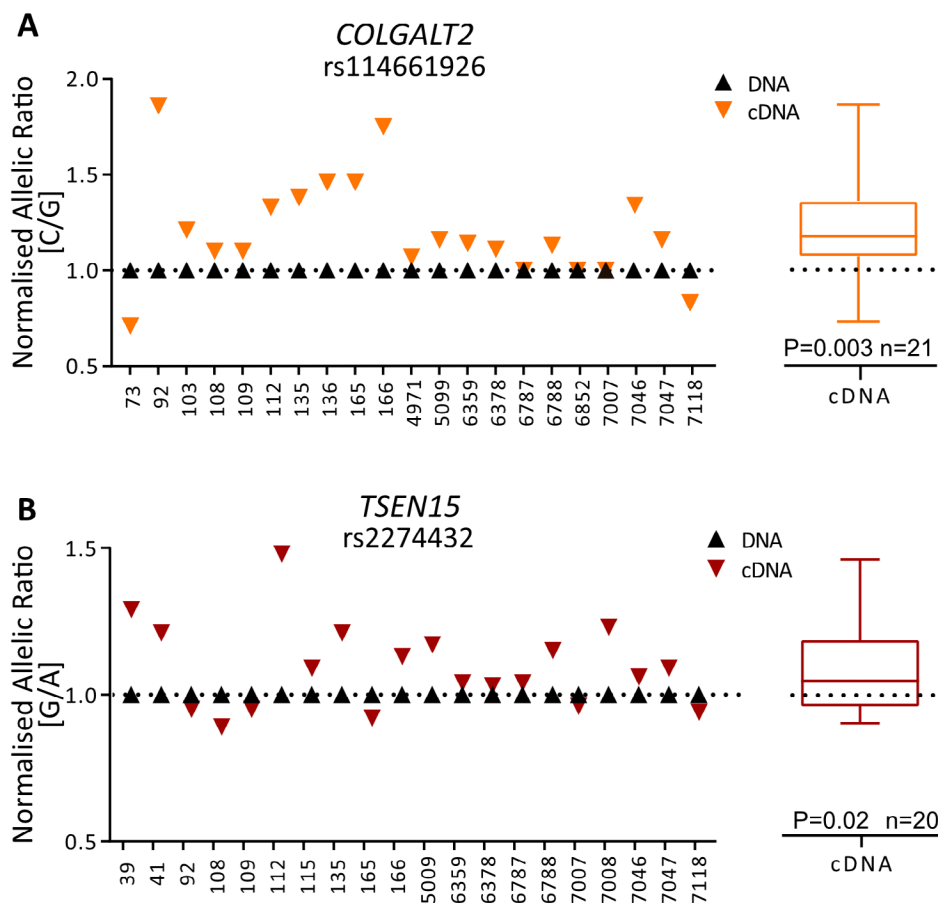 A
COLGALT2
rs114661926
Normalised Allelic Ratio
[C/G]
2.0
1.5
1.0
0.5
DNA
cDNA
73 92 103 108 109 112 135 136 165 166 4971 5099 6359 6378 6787 6788 6852 7007 7046 7047 7118
P=0.003 n=21
cDNA
B
TSEN15
rs2274432
Normalised Allelic Ratio
[G/A]
1.5
1.0
0.5
DNA
cDNA
39 41 92 108 109 112 115 135 165 166 5009 6359 6378 6787 6788 7007 7008 7046 7047 7118
P=0.02 n=20
cDNA